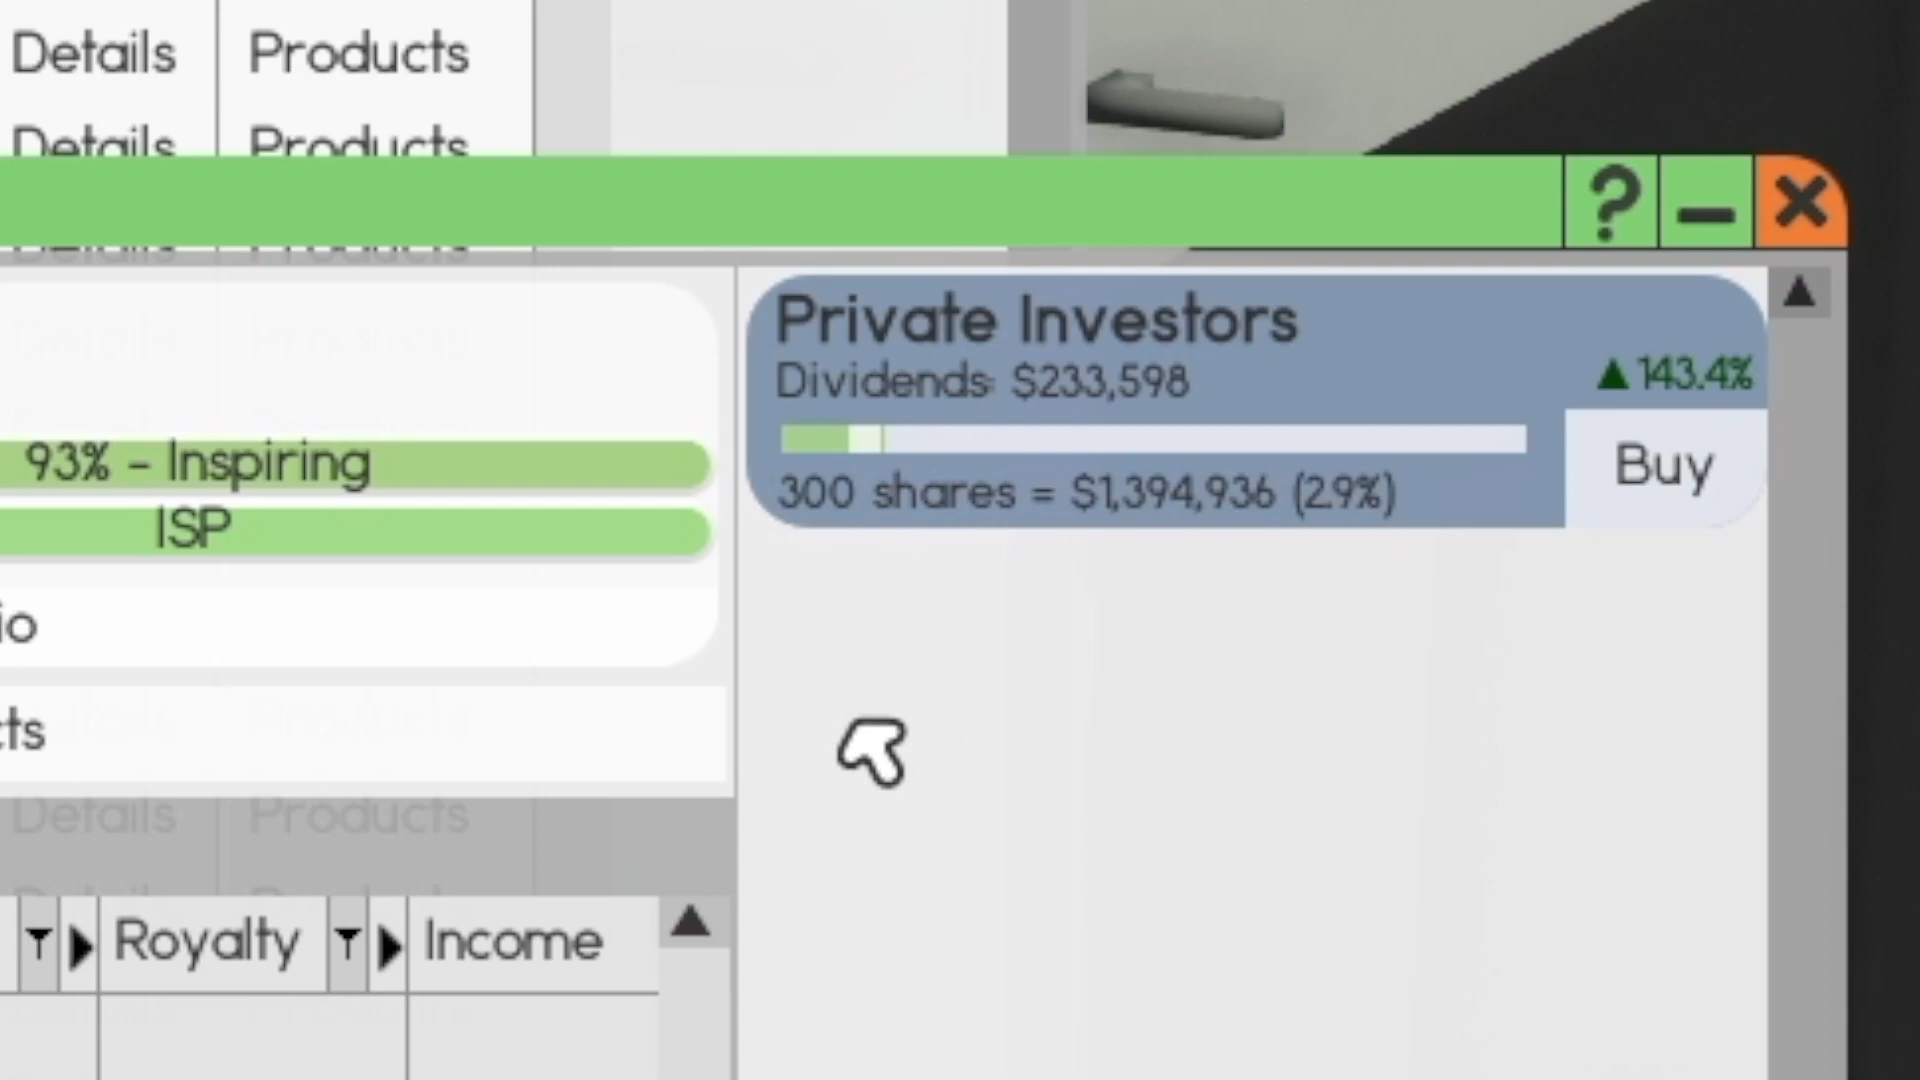 Details Products
Details Products
?
Private Investors
Dividends: $233,598
▲ 143.4%
93% - Inspiring
Buy
300 shares = $1,394,936 (2.9%)
ISP
io
cts
Details Products
Royalty Income